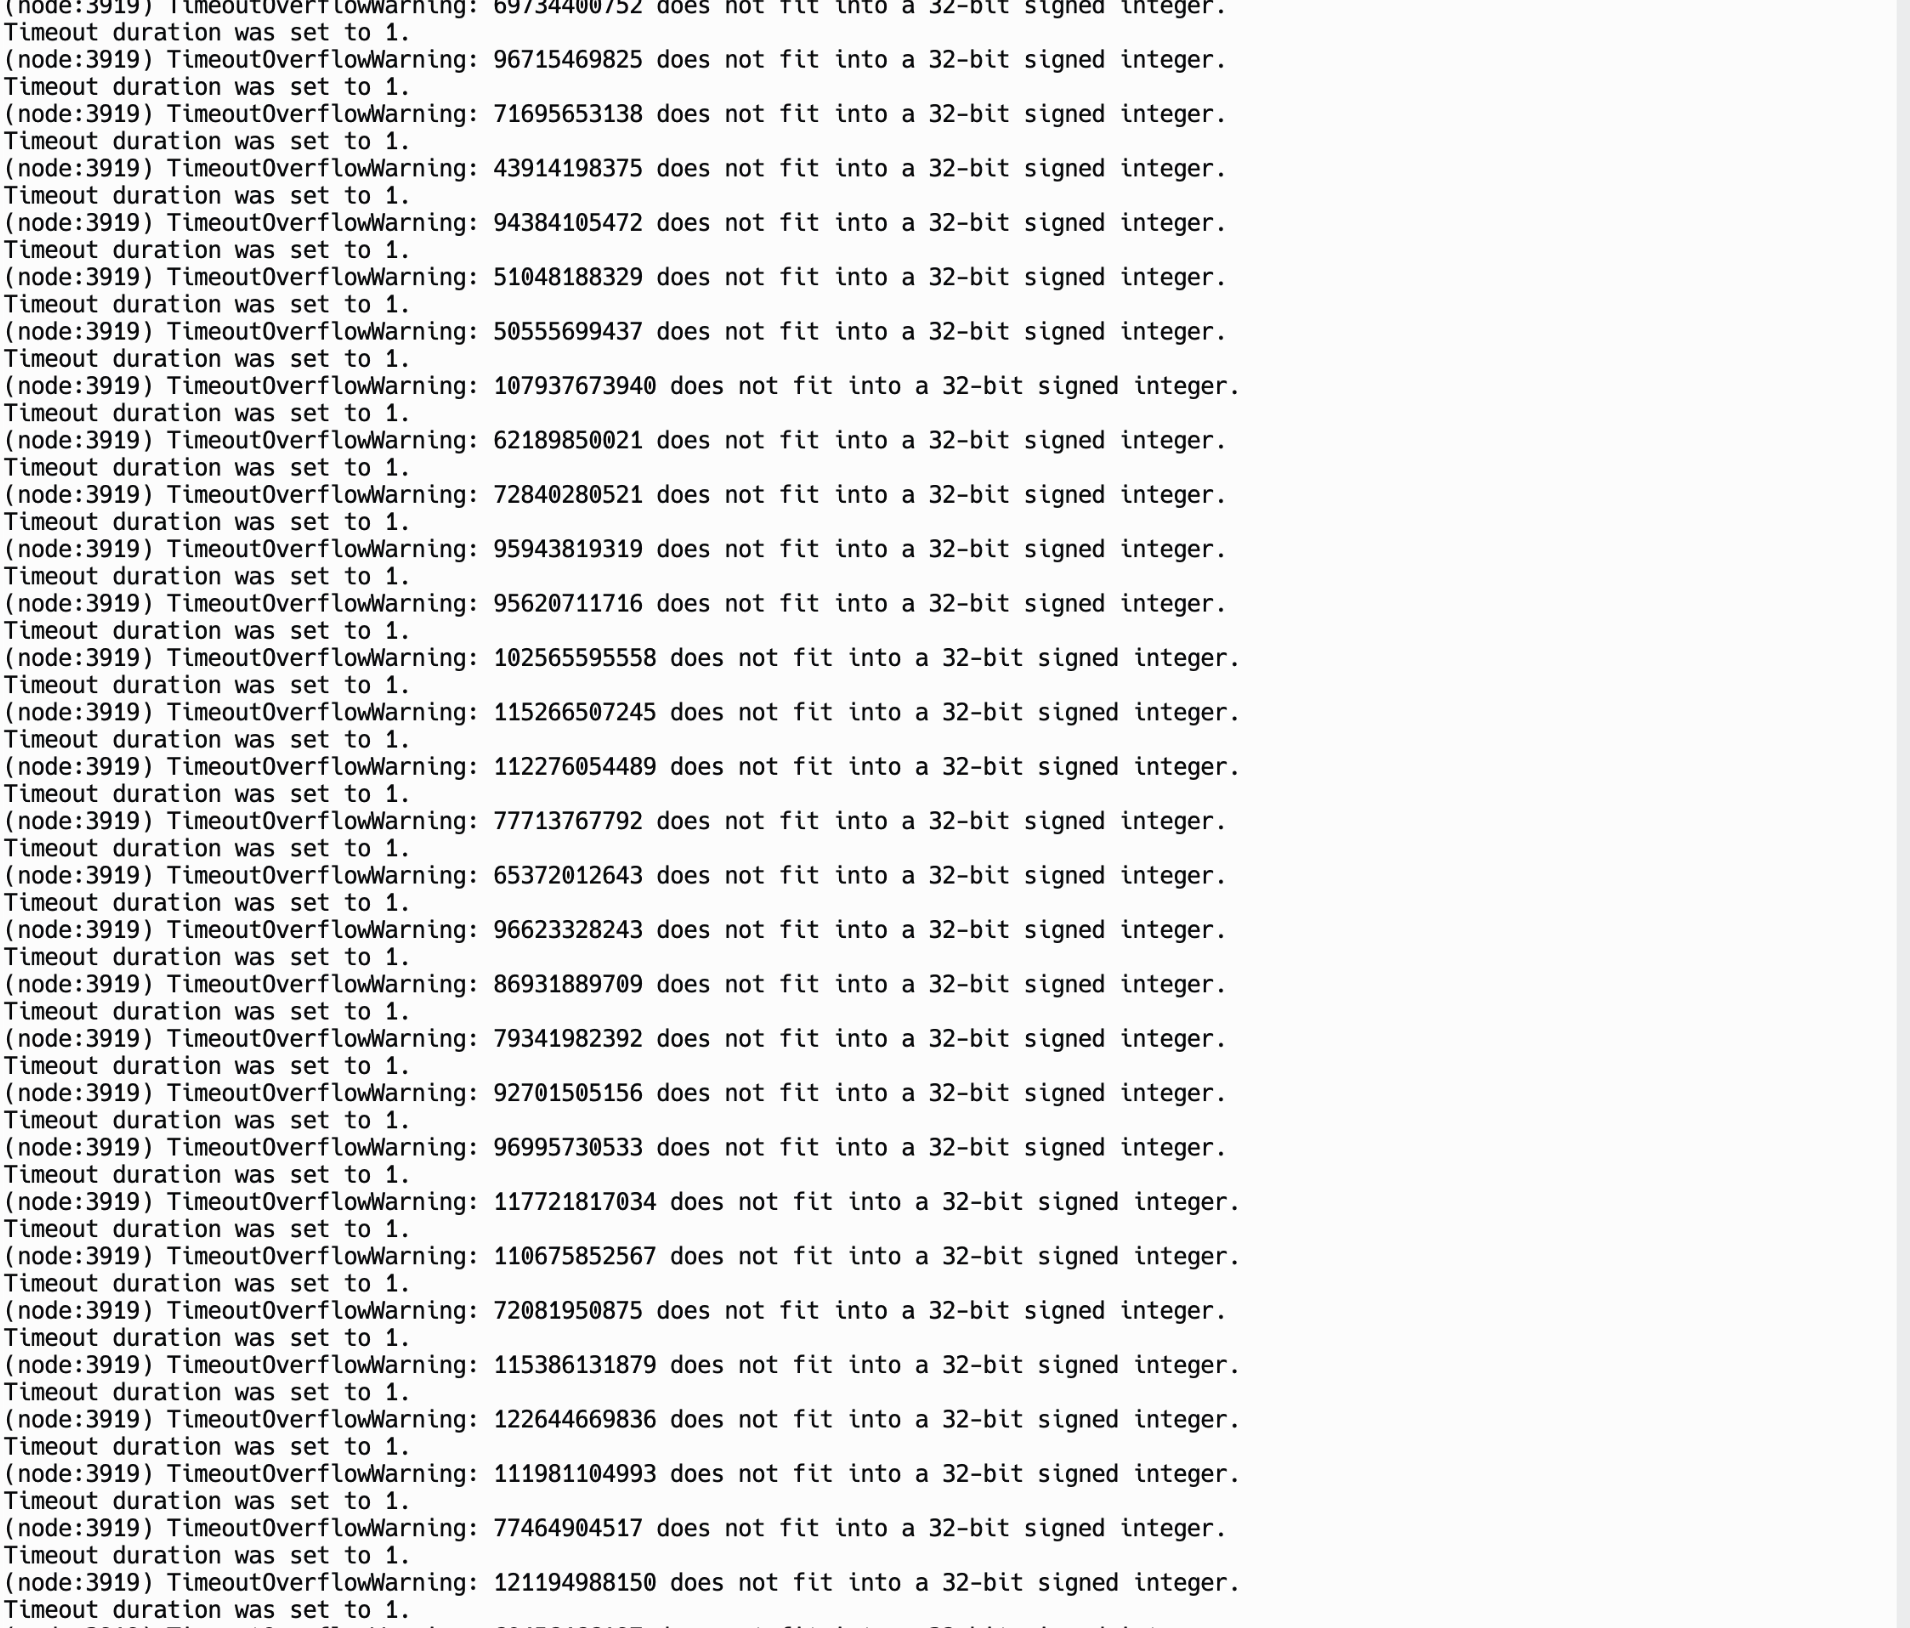 (node:3919) TimeoutOverflowWarning: 69734400752 does not fit into a 32-bit signed integer.
Timeout duration was set to 1.
(node:3919) TimeoutOverflowWarning: 96715469825 does not fit into a 32-bit signed integer.
Timeout duration was set to 1.
(node:3919) TimeoutOverflowWarning: 71695653138 does not fit into a 32-bit signed integer.
Timeout duration was set to 1.
(node:3919) TimeoutOverflowWarning: 43914198375 does not fit into a 32-bit signed integer.
Timeout duration was set to 1.
(node:3919) TimeoutOverflowWarning: 94384105472 does not fit into a 32-bit signed integer.
Timeout duration was set to 1.
(node:3919) TimeoutOverflowWarning: 51048188329 does not fit into a 32-bit signed integer.
Timeout duration was set to 1.
(node:3919) TimeoutOverflowWarning: 50555699437 does not fit into a 32-bit signed integer.
Timeout duration was set to 1.
(node:3919) TimeoutOverflowWarning: 107937673940 does not fit into a 32-bit signed integer.
Timeout duration was set to 1.
(node:3919) TimeoutOverflowWarning: 62189850021 does not fit into a 32-bit signed integer.
Timeout duration was set to 1.
(node:3919) TimeoutOverflowWarning: 72840280521 does not fit into a 32-bit signed integer.
Timeout duration was set to 1.
(node:3919) TimeoutOverflowWarning: 95943819319 does not fit into a 32-bit signed integer.
Timeout duration was set to 1.
(node:3919) TimeoutOverflowWarning: 95620711716 does not fit into a 32-bit signed integer.
Timeout duration was set to 1.
(node:3919) TimeoutOverflowWarning: 102565595558 does not fit into a 32-bit signed integer.
Timeout duration was set to 1.
(node:3919) TimeoutOverflowWarning: 115266507245 does not fit into a 32-bit signed integer.
Timeout duration was set to 1.
(node:3919) TimeoutOverflowWarning: 112276054489 does not fit into a 32-bit signed integer.
Timeout duration was set to 1.
(node:3919) TimeoutOverflowWarning: 77713767792 does not fit into a 32-bit signed integer.
Timeout duration was set to 1.
(node:3919) TimeoutOverflowWarning: 65372012643 does not fit into a 32-bit signed integer.
Timeout duration was set to 1.
(node:3919) TimeoutOverflowWarning: 96623328243 does not fit into a 32-bit signed integer.
Timeout duration was set to 1.
(node:3919) TimeoutOverflowWarning: 86931889709 does not fit into a 32-bit signed integer.
Timeout duration was set to 1.
(node:3919) TimeoutOverflowWarning: 79341982392 does not fit into a 32-bit signed integer.
Timeout duration was set to 1.
(node:3919) TimeoutOverflowWarning: 92701505156 does not fit into a 32-bit signed integer.
Timeout duration was set to 1.
(node:3919) TimeoutOverflowWarning: 96995730533 does not fit into a 32-bit signed integer.
Timeout duration was set to 1.
(node:3919) TimeoutOverflowWarning: 117721817034 does not fit into a 32-bit signed integer.
Timeout duration was set to 1.
(node:3919) TimeoutOverflowWarning: 110675852567 does not fit into a 32-bit signed integer.
Timeout duration was set to 1.
(node:3919) TimeoutOverflowWarning: 72081950875 does not fit into a 32-bit signed integer.
Timeout duration was set to 1.
(node:3919) TimeoutOverflowWarning: 115386131879 does not fit into a 32-bit signed integer.
Timeout duration was set to 1.
(node:3919) TimeoutOverflowWarning: 122644669836 does not fit into a 32-bit signed integer.
Timeout duration was set to 1.
(node:3919) TimeoutOverflowWarning: 111981104993 does not fit into a 32-bit signed integer.
Timeout duration was set to 1.
(node:3919) TimeoutOverflowWarning: 77464904517 does not fit into a 32-bit signed integer.
Timeout duration was set to 1.
(node:3919) TimeoutOverflowWarning: 121194988150 does not fit into a 32-bit signed integer.
Timeout duration was set to 1.